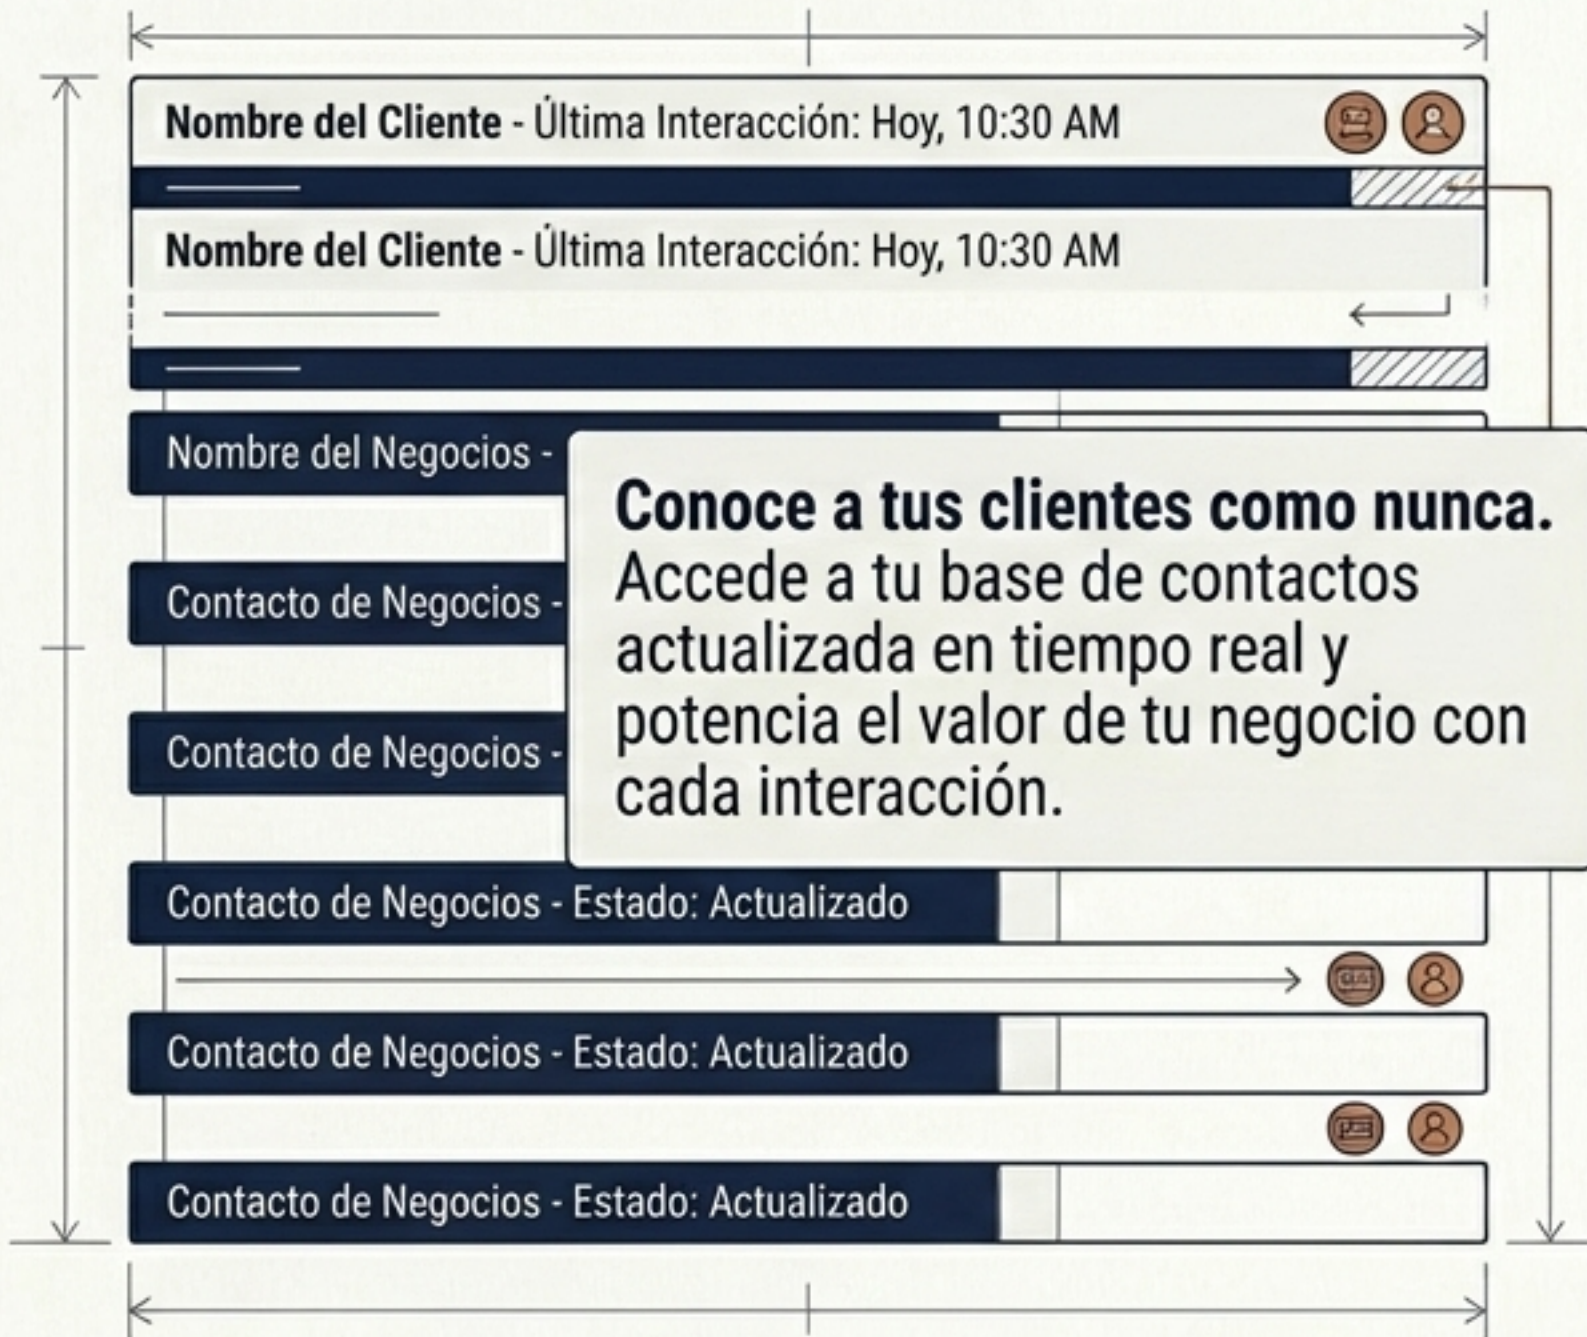 Nombre del Cliente - Última Interacción: Hoy, 10:30 AM
Nombre del Cliente - Última Interacción: Hoy, 10:30 AM
Nombre del Negocios -
Contacto de Negocios -
Contacto de Negocios -
Conoce a tus clientes como nunca.
Accede a tu base de contactos
actualizada en tiempo real y
potencia el valor de tu negocio con
cada interacción.
Contacto de Negocios - Estado: Actualizado
Contacto de Negocios - Estado: Actualizado
Contacto de Negocios - Estado: Actualizado